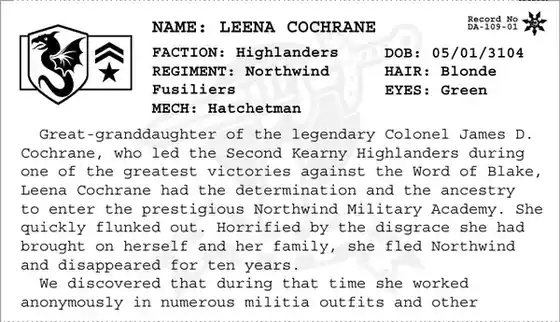 NAME: LEENA COCHRANE
Record No
DA-109-01
FACTION: Highlanders
DOB: 05/01/3104
REGIMENT: Northwind
HAIR: Blonde
Fusiliers
EYES: Green
MECH: Hatchetman
Great-granddaughter of the legendary Colonel James D.
Cochrane, who led the Second Kearny Highlanders during
one of the greatest victories against the Word of Blake,
Leena Cochrane had the determination and the ancestry
to enter the prestigious Northwind Military Academy. She
quickly flunked out. Horrified by the disgrace she had
brought on herself and her family, she fled Northwind
and disappeared for ten years.
We discovered that during that time she worked
anonymously in numerous militia outfits and other